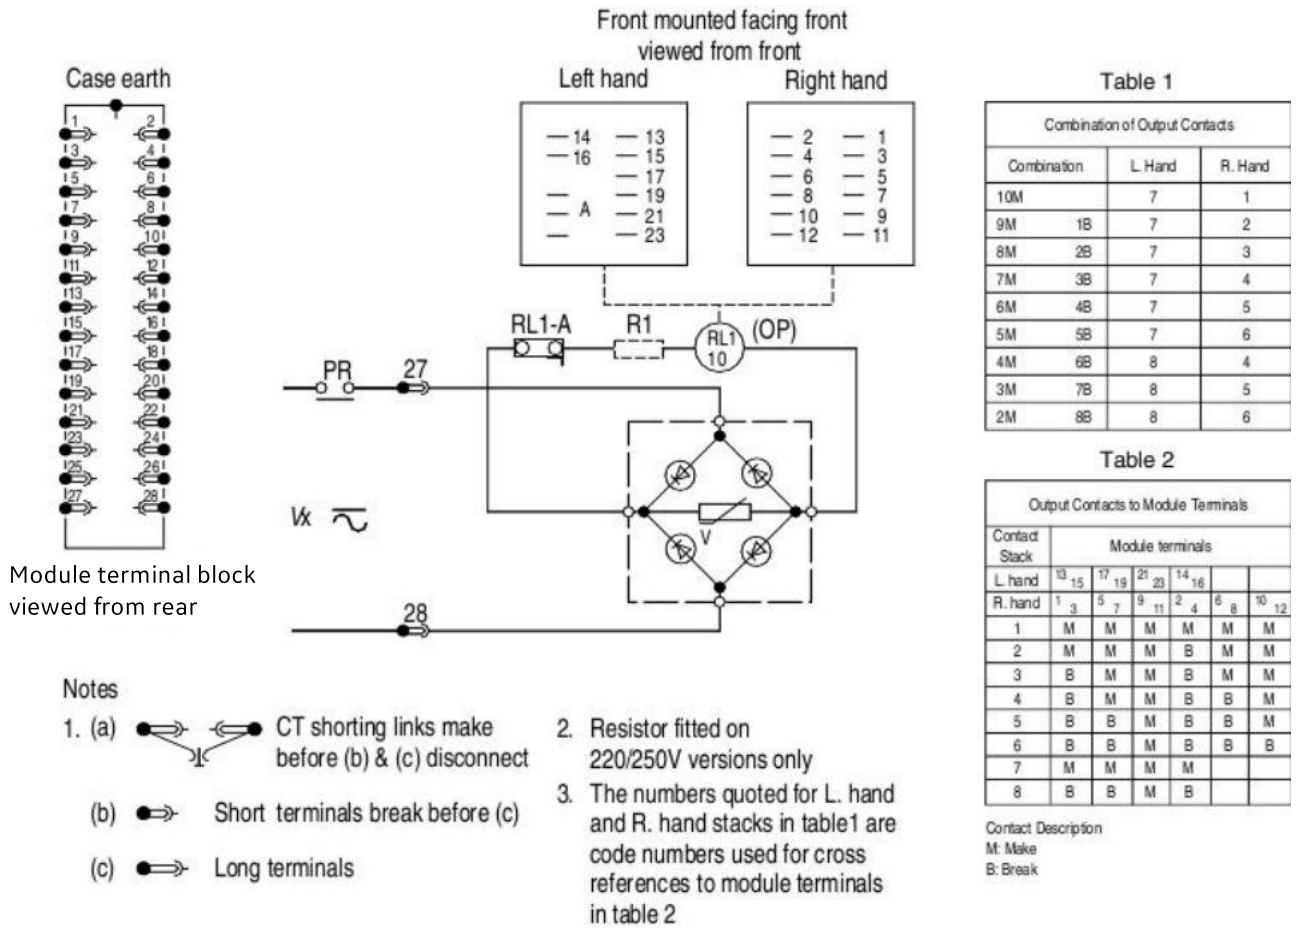 Front mounted facing front
viewed from front
Case earth
Left hand
Right hand
1 2
3 4
5 6
7 8
9 10
11 12
13 14
15 16
17 18
19 20
21 22
23 24
25 26
27 28
Module terminal block
viewed from rear
14 13
16 15
17
19
A
21
23
2 1
4 3
6 5
8 7
10 9
12 11
RL1-A
R1
RL1
10
(OP)
PR
27
Vx
V
28
Table 1
Combination of Output Contacts
Combination L. Hand R. Hand
10M 7 1
9M 1B 7 2
8M 2B 7 3
7M 3B 7 4
6M 4B 7 5
5M 5B 7 6
4M 6B 8 4
3M 7B 8 5
2M 8B 8 6
Table 2
Output Contacts to Module Terminals
Contact
Stack
Module terminals
L. hand 13 15 17 19 21 23 14 16
R. hand 1 3 5 7 9 11 2 4 6 8 10 12
1 M M M M M M
2 M M M B M M
3 B M M B M M
4 B M M B B M
5 B B M B B M
6 B B M B B B
7 M M M M
8 B B M B
Contact Description
M: Make
B: Break
Notes
1. (a) CT shorting links make
before (b) & (c) disconnect
(b) Short terminals break before (c)
(c) Long terminals
2. Resistor fitted on
220/250V versions only
3. The numbers quoted for L. hand
and R. hand stacks in table1 are
code numbers used for cross
references to module terminals
in table 2